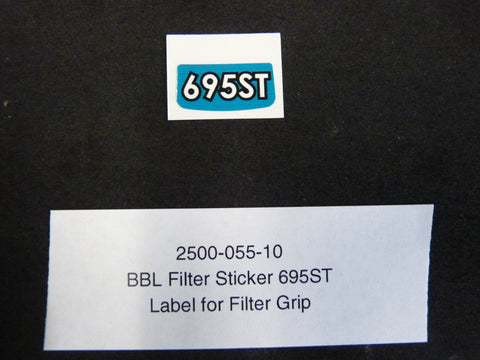 695ST
2500-055-10
BBL Filter Sticker 695ST
Label for Filter Grip